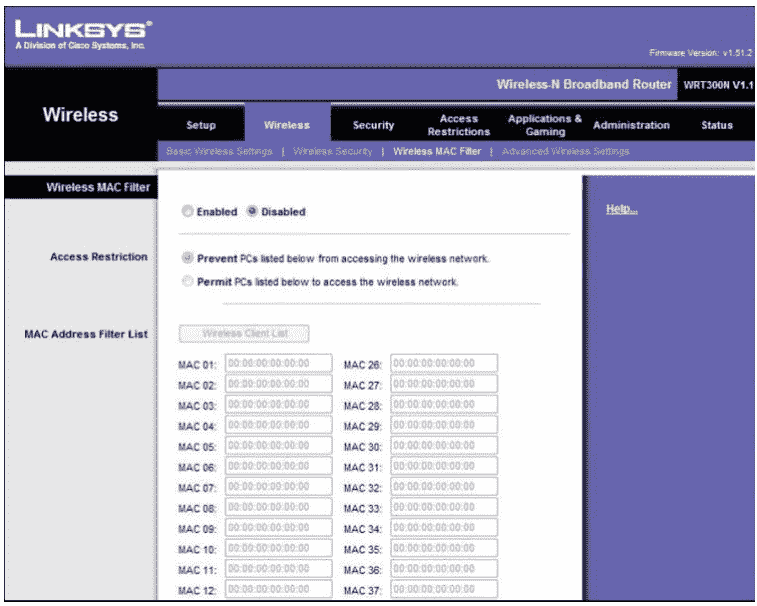 LINKSYS®
A Division of Cisco Systems, Inc.
Firmware Version: v1.51.2
Wireless-N Broadband Router WRT300N V1.1
Wireless
Setup Wireless Security Access Restrictions Applications & Gaming Administration Status
Basic Wireless Settings | Wireless Security | Wireless MAC Filter | Advanced Wireless Settings
Wireless MAC Filter
Enabled Disabled
Help...
Access Restriction
Prevent PCs listed below from accessing the wireless network.
Permit PCs listed below to access the wireless network.
MAC Address Filter List
Wireless Client List
MAC 01: 00:00:00:00:00:00 MAC 26: 00:00:00:00:00:00
MAC 02: 00:00:00:00:00:00 MAC 27: 00:00:00:00:00:00
MAC 03: 00:00:00:00:00:00 MAC 28: 00:00:00:00:00:00
MAC 04: 00:00:00:00:00:00 MAC 29: 00:00:00:00:00:00
MAC 05: 00:00:00:00:00:00 MAC 30: 00:00:00:00:00:00
MAC 06: 00:00:00:00:00:00 MAC 31: 00:00:00:00:00:00
MAC 07: 00:00:00:00:00:00 MAC 32: 00:00:00:00:00:00
MAC 08: 00:00:00:00:00:00 MAC 33: 00:00:00:00:00:00
MAC 09: 00:00:00:00:00:00 MAC 34: 00:00:00:00:00:00
MAC 10: 00:00:00:00:00:00 MAC 35: 00:00:00:00:00:00
MAC 11: 00:00:00:00:00:00 MAC 36: 00:00:00:00:00:00
MAC 12: 00:00:00:00:00:00 MAC 37: 00:00:00:00:00:00